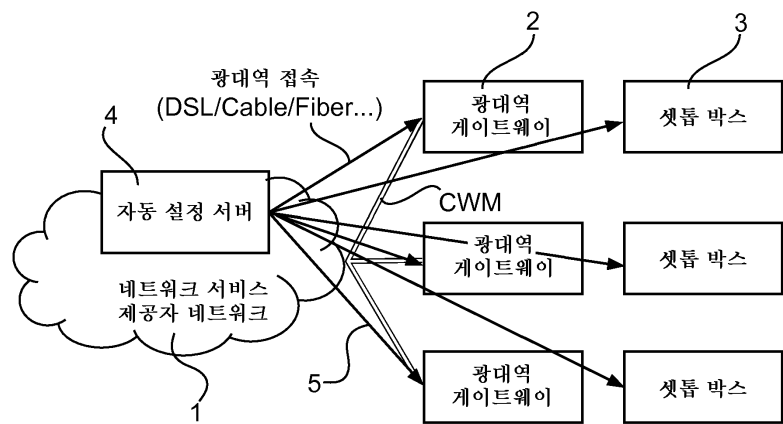 2
3
광대역 접속
(DSL/Cable/Fiber...)
광대역
게이트웨이
셋톱 박스
4
자동 설정 서버
CWM
광대역
게이트웨이
셋톱 박스
네트워크 서비스
제공자 네트워크
광대역
게이트웨이
셋톱 박스
5
1